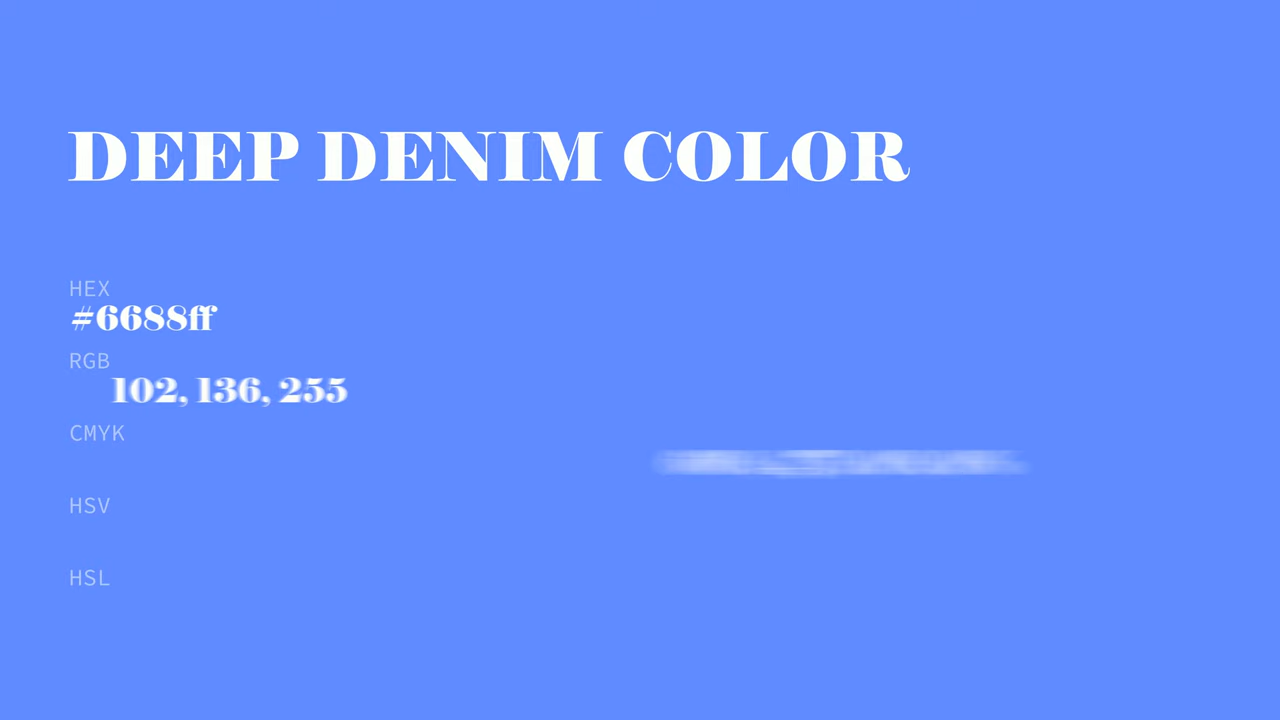 DEEP DENIM COLOR
HEX
#6688ff
RGB
102, 136, 255
CMYK
HSV
HSL